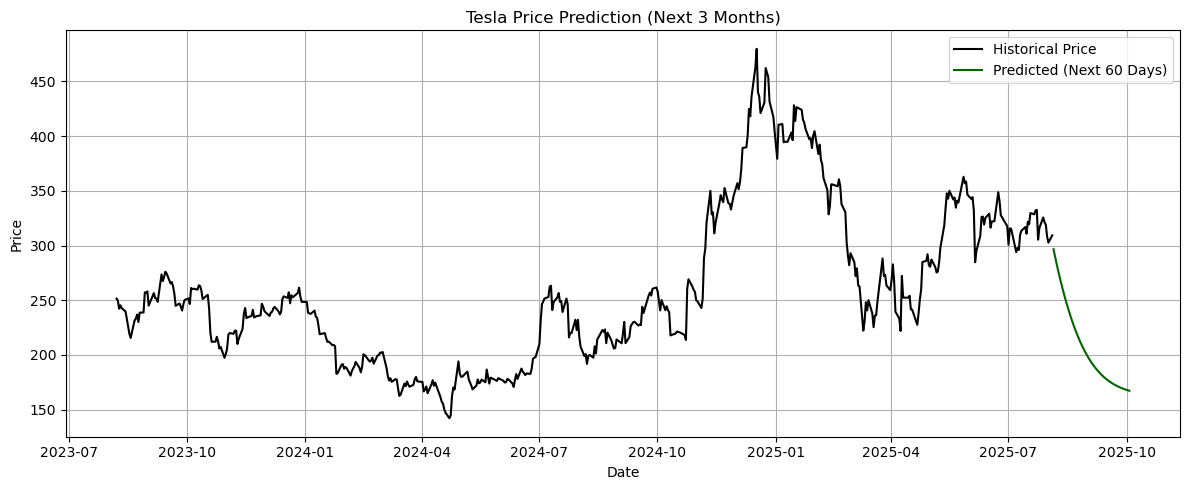 Tesla Price Prediction (Next 3 Months)
Historical Price
Predicted (Next 60 Days)
Price
450
400
350
300
250
200
150
2023-07 2023-10 2024-01 2024-04 2024-07 2024-10 2025-01 2025-04 2025-07 2025-10
Date